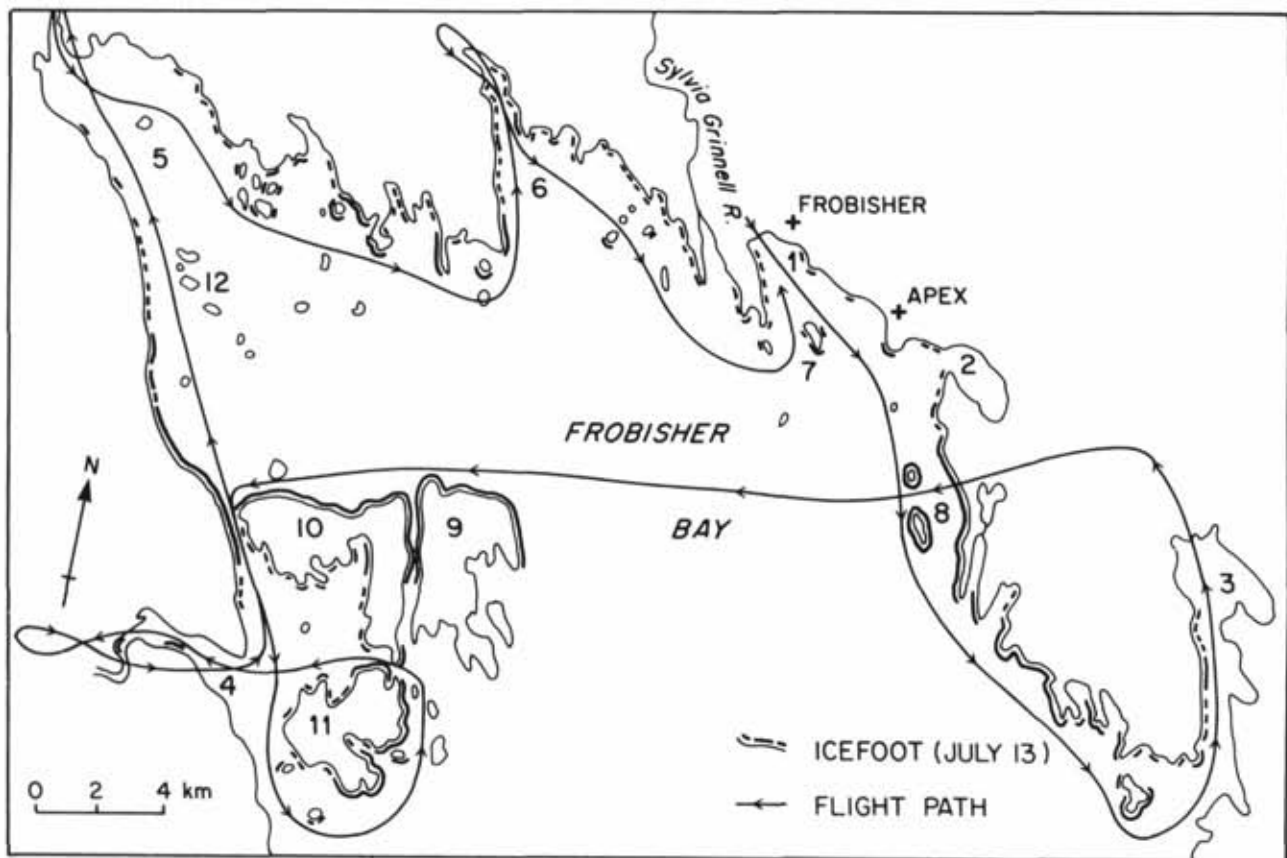 Sylvia Grinnell R.
FROBISHER
1
APEX
2
5
6
12
7
FROBISHER
BAY
N
10
9
8
3
4
11
ICEFOOT (JULY 13)
FLIGHT PATH
0 2 4 km